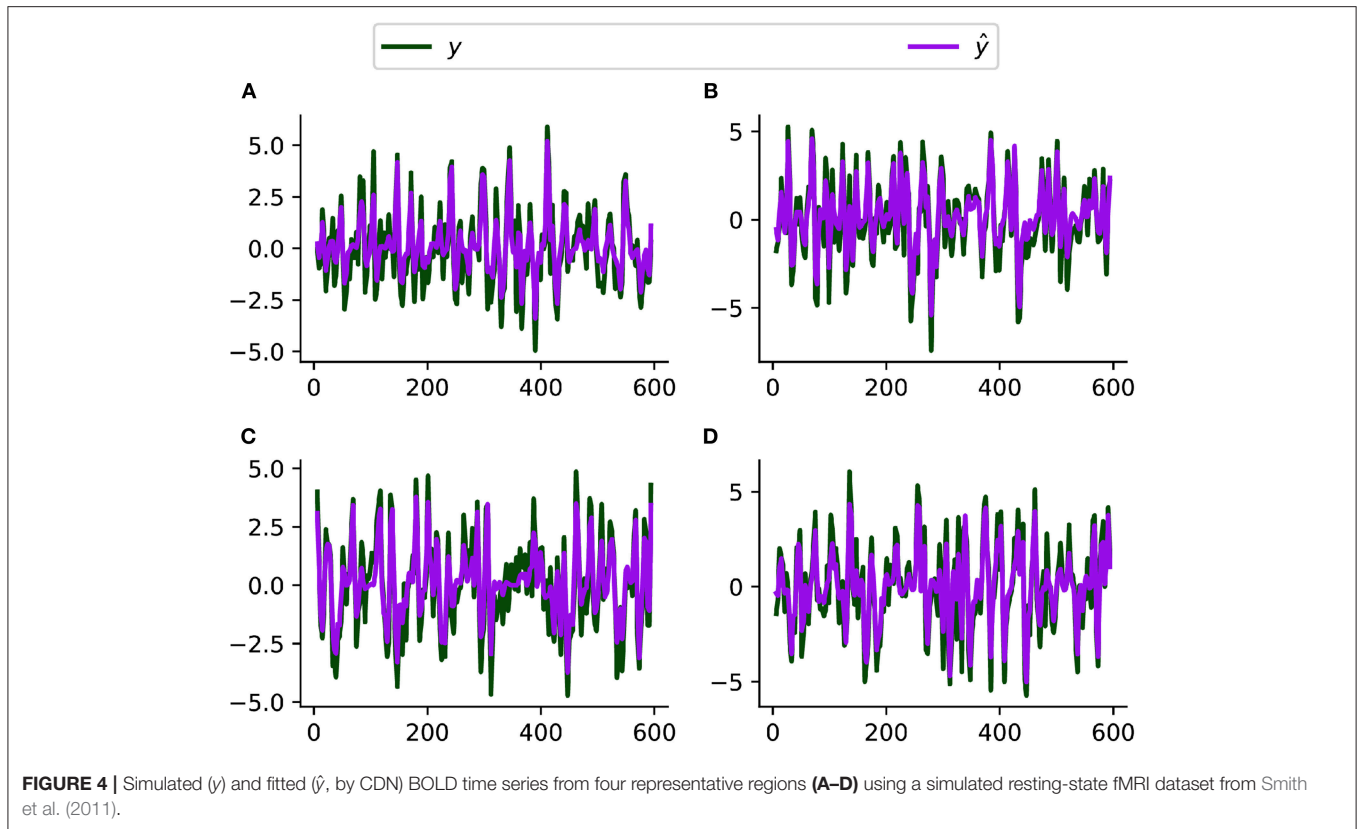 y ŷ
A B
5.0
2.5
0.0
−2.5
−5.0
0 200 400 600
5
0
−5
0 200 400 600
C D
5.0
2.5
0.0
−2.5
−5.0
0 200 400 600
5
0
−5
0 200 400 600
FIGURE 4 | Simulated (y) and fitted (ŷ, by CDN) BOLD time series from four representative regions (A–D) using a simulated resting-state fMRI dataset from Smith
et al. (2011).